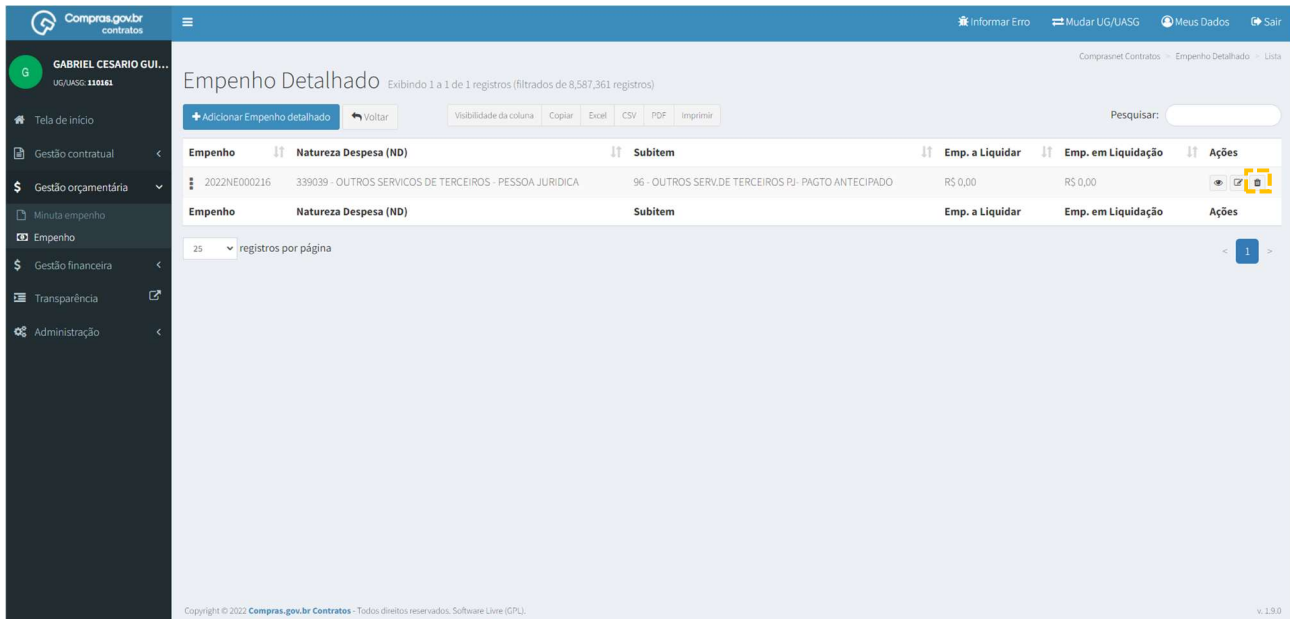 Compras.gov.br
contratos
Informar Erro Mudar UG/UASG Meus Dados Sair
G
GABRIEL CESARIO GUI...
UG/UASG: 110161
Comprasnet Contratos > Empenho Detalhado > Lista
Empenho Detalhado Exibindo 1 a 1 de 1 registros (filtrados de 8,587,361 registros)
Adicionar Empenho detalhado Voltar Visibilidade da coluna Copiar Excel CSV PDF Imprimir Pesquisar:
Tela de início
Gestão contratual
Gestão orçamentária
Minuta empenho
Empenho
Gestão financeira
Transparência
Administração
Empenho Natureza Despesa (ND) Subitem Emp. a Liquidar Emp. em Liquidação Ações
2022NE000216 339039 - OUTROS SERVICOS DE TERCEIROS - PESSOA JURIDICA 96 - OUTROS SERV.DE TERCEIROS PJ- PAGTO ANTECIPADO R$ 0,00 R$ 0,00
Empenho Natureza Despesa (ND) Subitem Emp. a Liquidar Emp. em Liquidação Ações
25 registros por página < 1 >
Copyright © 2022 Compras.gov.br Contratos - Todos direitos reservados. Software Livre (GPL). v. 1.9.0